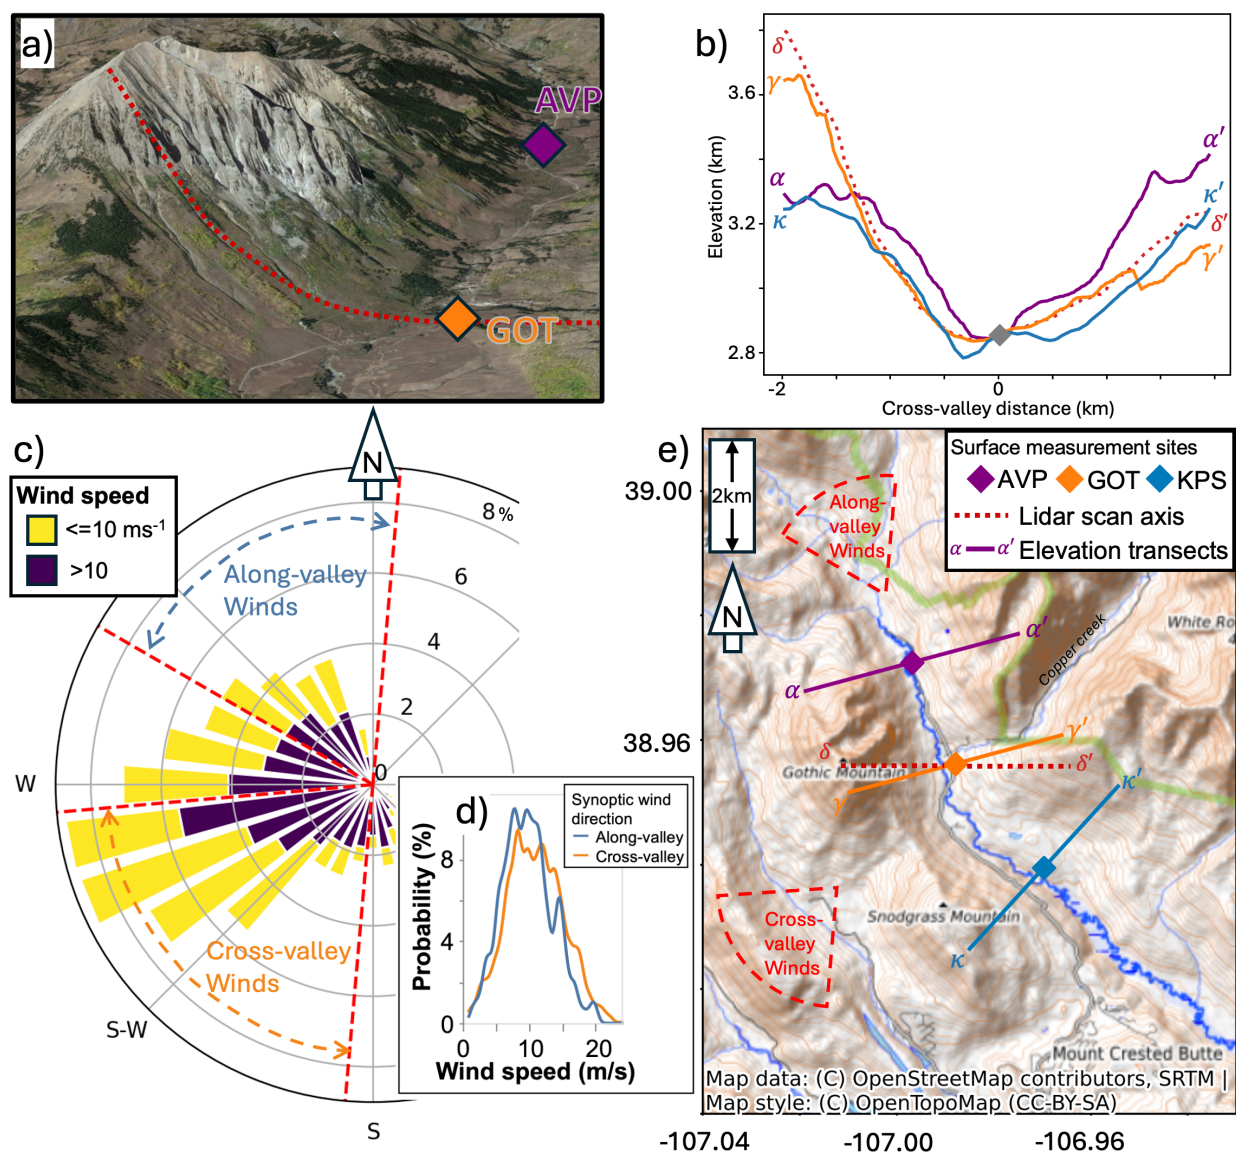 a)
AVP
GOT
b)
δ
γ
α
κ
α′
κ′
δ′
γ′
3.6
3.2
2.8
Elevation (km)
-2
0
2
Cross-valley distance (km)
c)
N
Wind speed
<=10 ms⁻¹
>10
Along-valley
Winds
8%
6
4
2
0
W
S-W
S
Cross-valley
Winds
d)
Synoptic wind
direction
Along-valley
Cross-valley
Probability (%)
8
4
0
0
10
20
Wind speed (m/s)
e)
2km
N
Along-
valley
Winds
Surface measurement sites
AVP
GOT
KPS
Lidar scan axis
α
α′
Elevation transects
39.00
38.96
α
α′
Copper creek
White Ro
4
δ
δ′
Gothic Mountain
γ
γ′
κ′
κ
Cross-
valley
Winds
Snodgrass Mountain
Mount Crested Butte
Map data: (C) OpenStreetMap contributors, SRTM |
Map style: (C) OpenTopoMap (CC-BY-SA)
-107.04
-107.00
-106.96